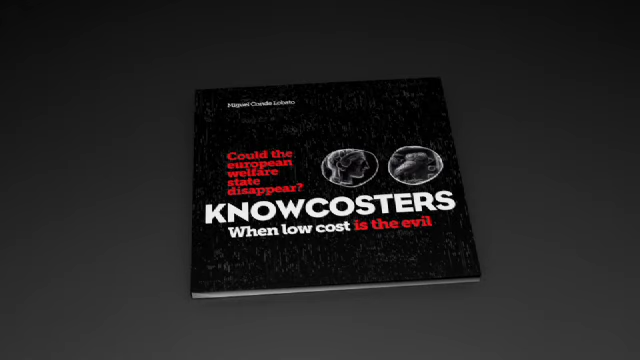 Miguel Conde Lobato
Could the
european
welfare
state
disappear?
KNOWCOSTERS
When low cost is the evil